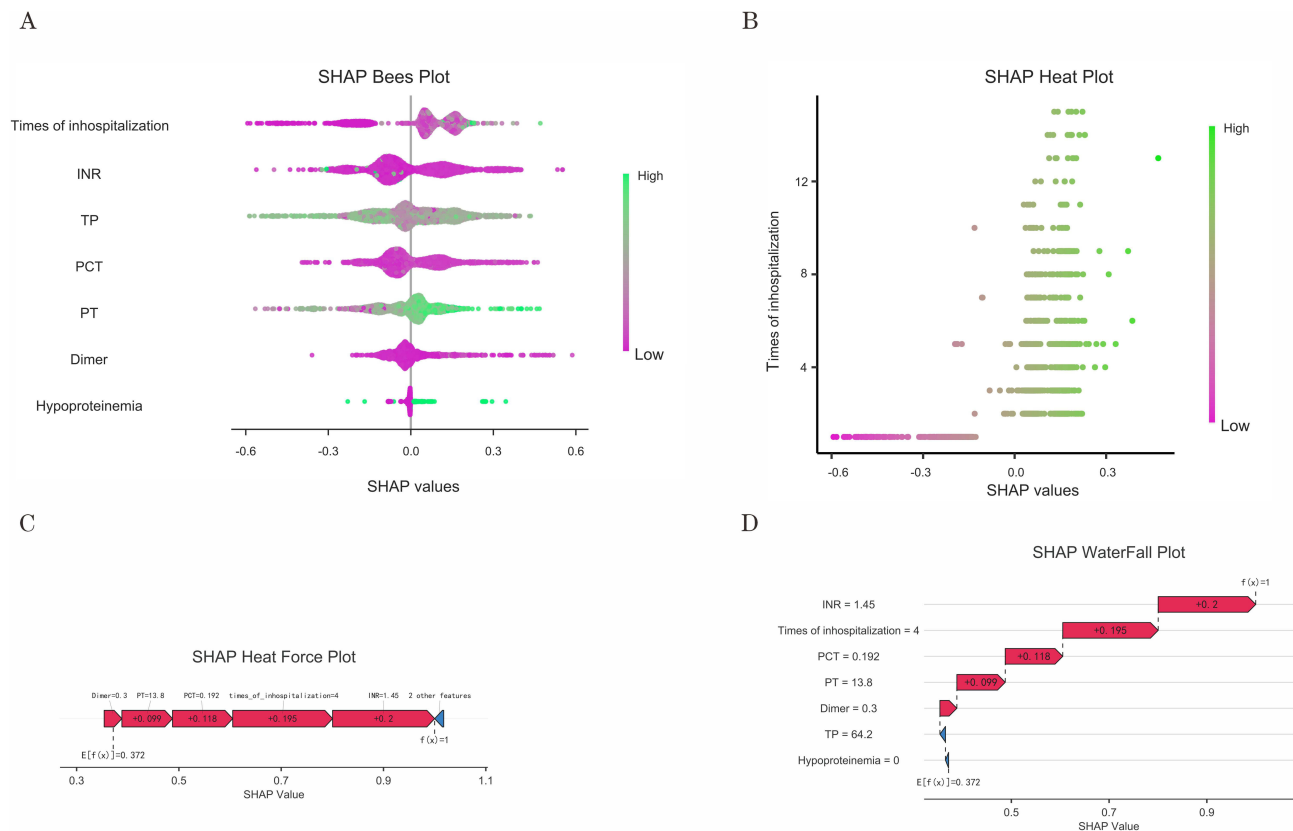 A
SHAP Bees Plot
Times of inhospitalization
INR
TP
PCT
PT
Dimer
Hypoproteinemia
High
Low
-0.6 -0.3 0.0 0.3 0.6
SHAP values
B
SHAP Heat Plot
Times of inhospitalization
12
8
4
High
Low
-0.6 -0.3 0.0 0.3
SHAP values
C
SHAP Heat Force Plot
Dimer=0.3 PT=13.8 PCT=0.192 times_of_inhospitalization=4 INR=1.45 2 other features
+0.099 +0.118 +0.195 +0.2
f(x)=1
E[f(x)]=0.372
0.3 0.5 0.7 0.9 1.1
SHAP Value
D
SHAP WaterFall Plot
f(x)=1
INR = 1.45 +0.2
Times of inhospitalization = 4 +0.195
PCT = 0.192 +0.118
PT = 13.8 +0.099
Dimer = 0.3
TP = 64.2
Hypoproteinemia = 0
E[f(x)]=0.372
0.5 0.7 0.9
SHAP Value